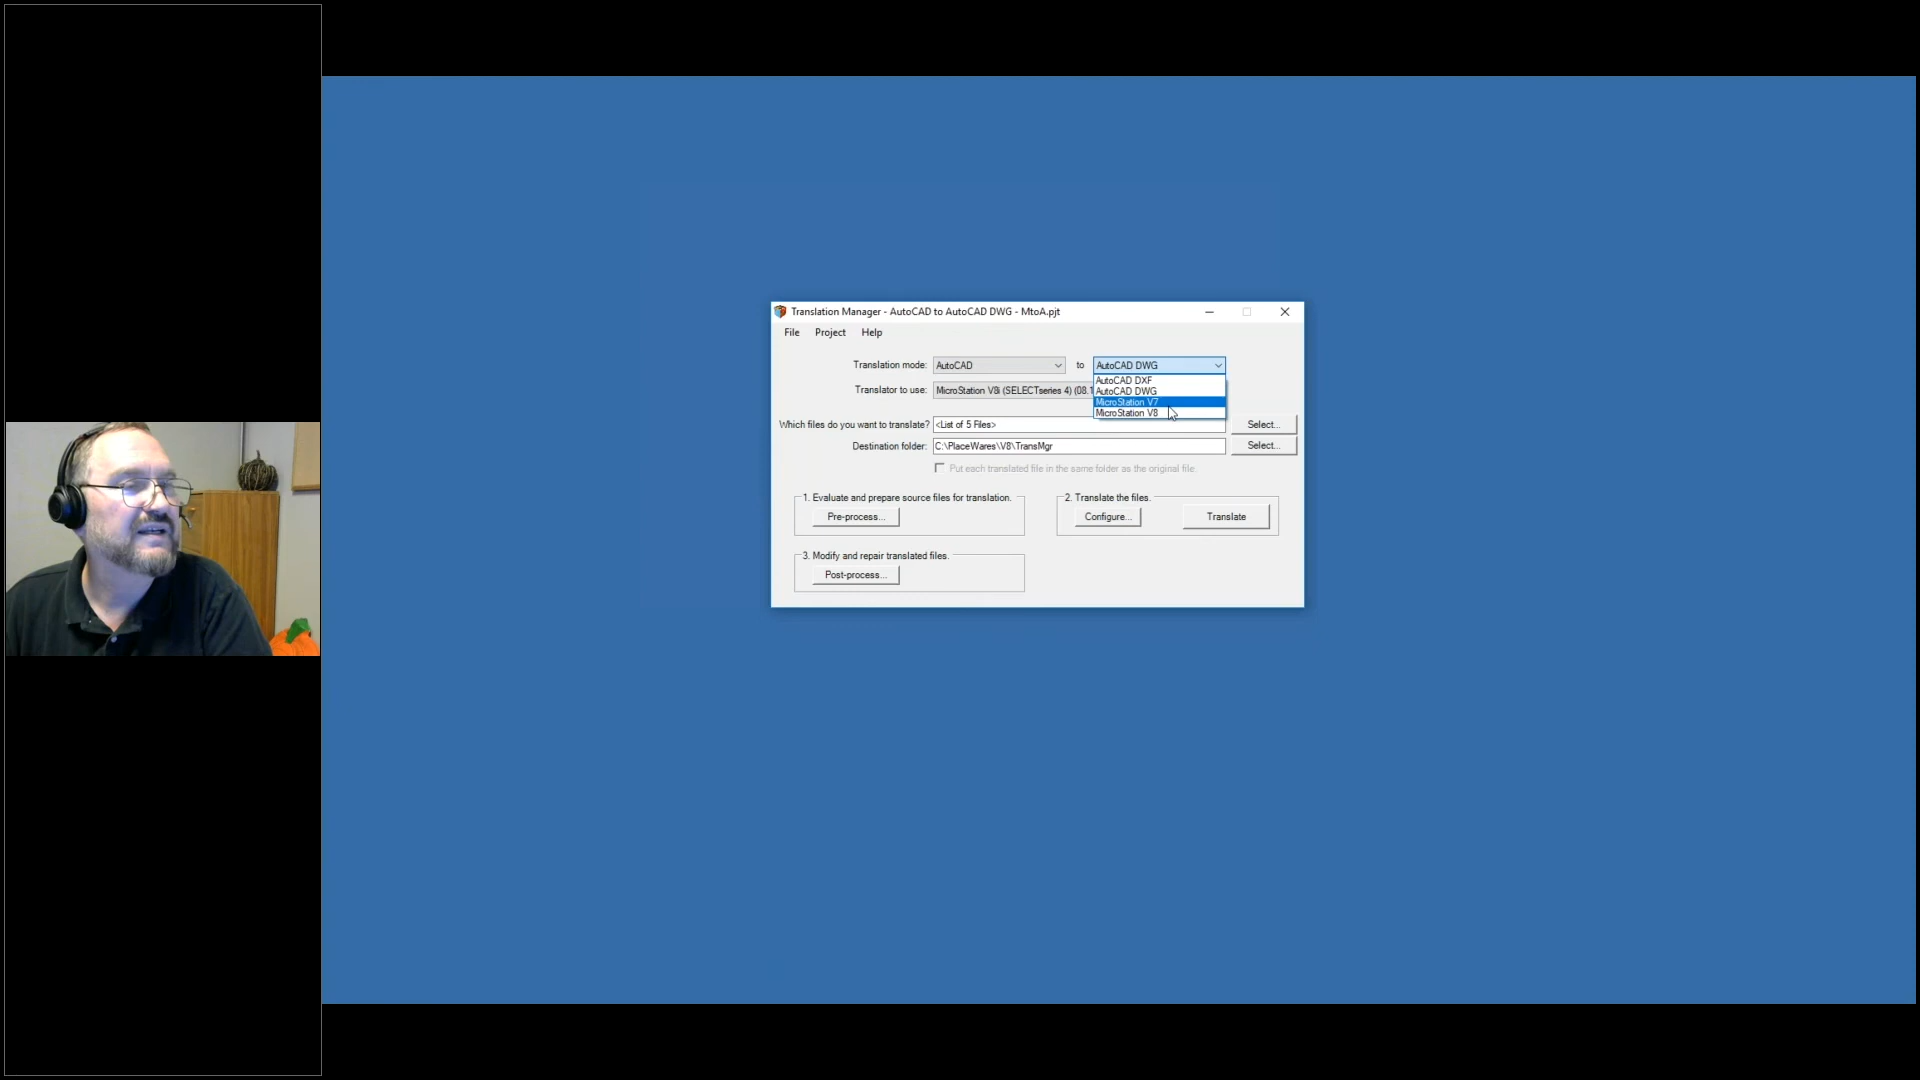 Translation Manager - AutoCAD to AutoCAD DWG - MtoA.pjt
File Project Help
Translation mode: AutoCAD to AutoCAD DWG
AutoCAD DXF
AutoCAD DWG
MicroStation V7
MicroStation V8
Translator to use: MicroStation V8i (SELECTseries 4) (08.1
Which files do you want to translate? <List of 5 Files> Select...
Destination folder: C:\PlaceWares\V8\TransMgr Select...
Put each translated file in the same folder as the original file.
1. Evaluate and prepare source files for translation.
Pre-process...
2. Translate the files.
Configure... Translate
3. Modify and repair translated files.
Post-process...